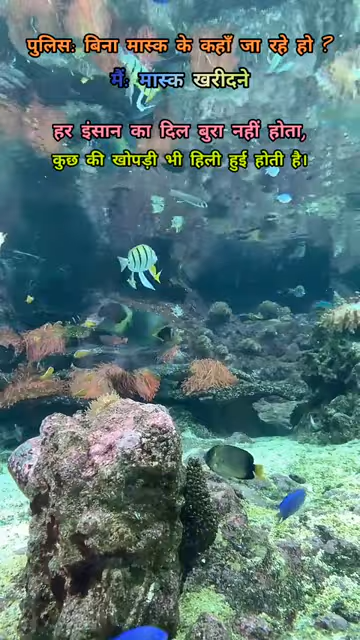 पुलिस: बिना मास्क के कहाँ जा रहे हो ?
मैं: मास्क खरीदने
हर इंसान का दिल बुरा नहीं होता,
कुछ की खोपड़ी भी हिली हुई होती है।